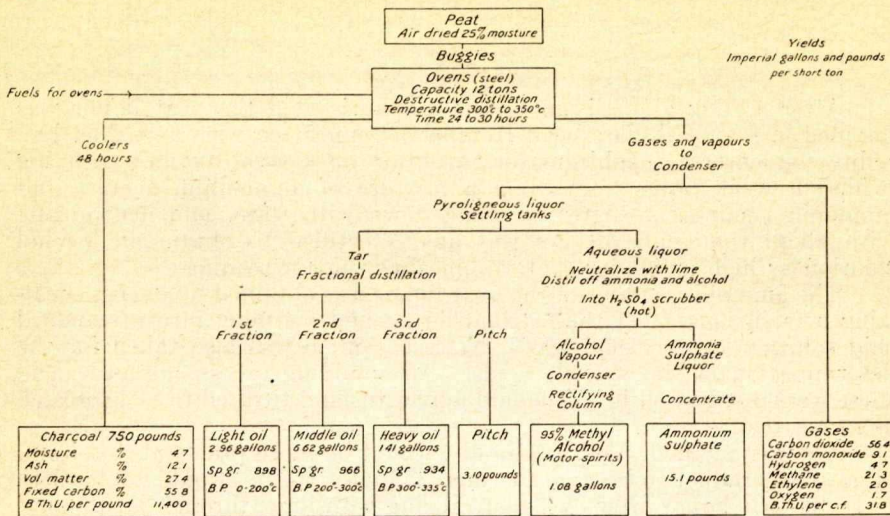 Peat
Air dried 25% moisture
Buggies
Yields
Imperial gallons and pounds
per short ton
Fuels for ovens
Ovens (steel)
Capacity 12 tons
Destructive distillation
Temperature 300°c to 350°c
Time 24 to 30 hours
Coolers
48 hours
Gases and vapours
to
Condenser
Pyroligneous liquor
Settling tanks
Tar
Fractional distillation
Aqueous liquor
Neutralize with lime
Distil off ammonia and alcohol
Into H₂SO₄ scrubber
(hot)
1st
Fraction
2nd
Fraction
3rd
Fraction
Pitch
Alcohol
Vapour
Condenser
Rectifying
Column
Ammonia
Sulphate
Liquor
Concentrate
Charcoal 750 pounds
Moisture % 4.7
Ash % 12.1
Vol. matter % 27.4
Fixed carbon % 55.8
B.Th.U. per pound 11,400
Light oil
2.96 gallons
Sp gr 898
B.P. 0-200°c
Middle oil
6.62 gallons
Sp gr 966
B.P. 200°-300°c
Heavy oil
1.41 gallons
Sp gr 934
B.P. 300°-335°c
Pitch
3.10 pounds
95% Methyl
Alcohol
(Motor spirits)
1.08 gallons
Ammonium
Sulphate
15.1 pounds
Gases
Carbon dioxide 56.4
Carbon monoxide 9.1
Hydrogen 4.7
Methane 21.3
Ethylene 2.0
Oxygen 1.7
B.Th.U. per c.f. 318